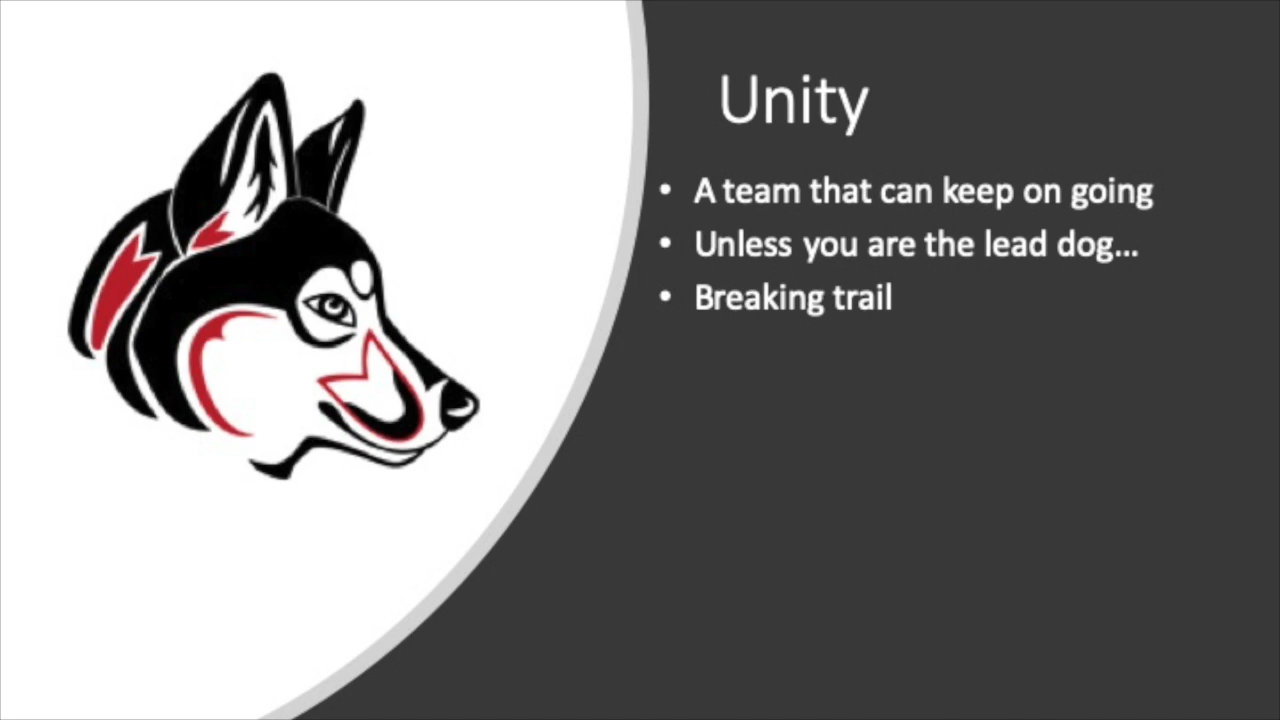 Unity
• A team that can keep on going
• Unless you are the lead dog…
• Breaking trail